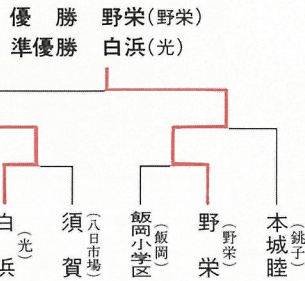 優勝 野栄(野栄)
準優勝 白浜(光)
白浜(光)
須賀(八日市場)
飯岡小学区(飯岡)
野栄(野栄)
本城睦(銚子)